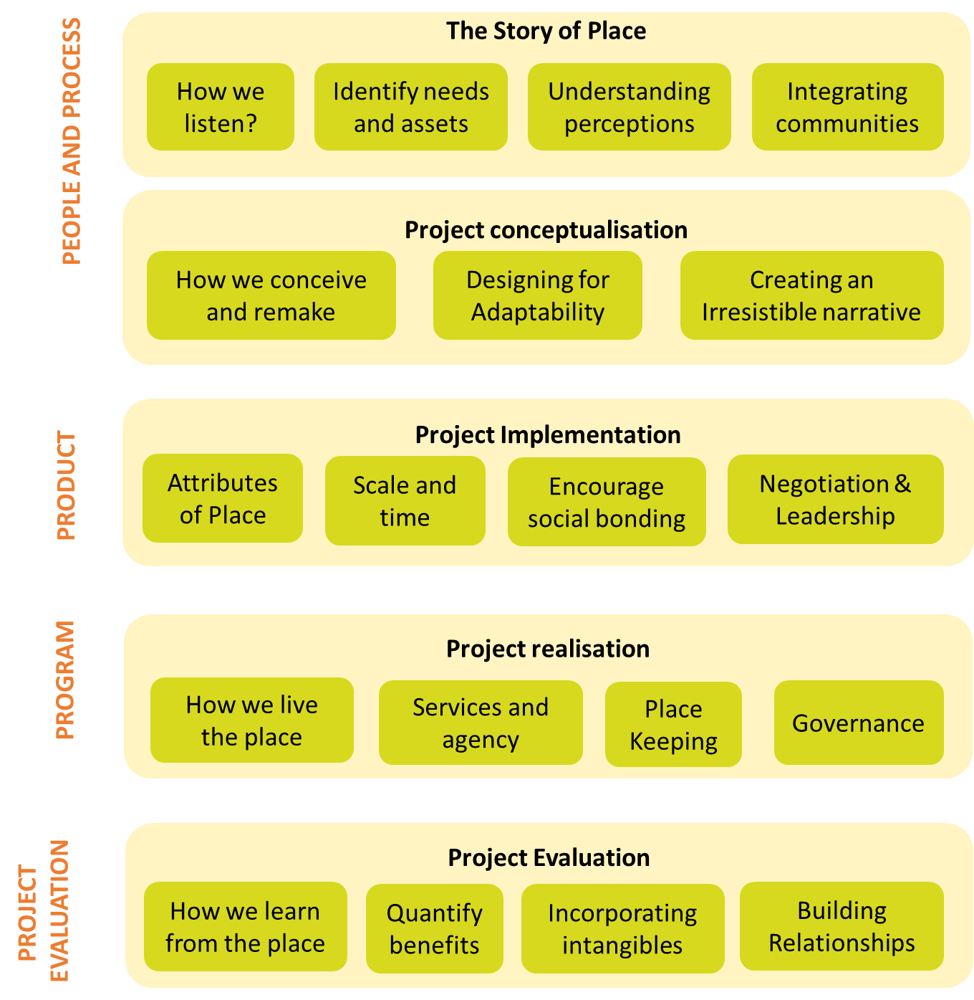 PEOPLE AND PROCESS
The Story of Place
How we
listen?
Identify needs
and assets
Understanding
perceptions
Integrating
communities
Project conceptualisation
How we conceive
and remake
Designing for
Adaptability
Creating an
Irresistible narrative
PRODUCT
Project Implementation
Attributes
of Place
Scale and
time
Encourage
social bonding
Negotiation &
Leadership
PROGRAM
Project realisation
How we live
the place
Services and
agency
Place
Keeping
Governance
PROJECT
EVALUATION
Project Evaluation
How we learn
from the place
Quantify
benefits
Incorporating
intangibles
Building
Relationships